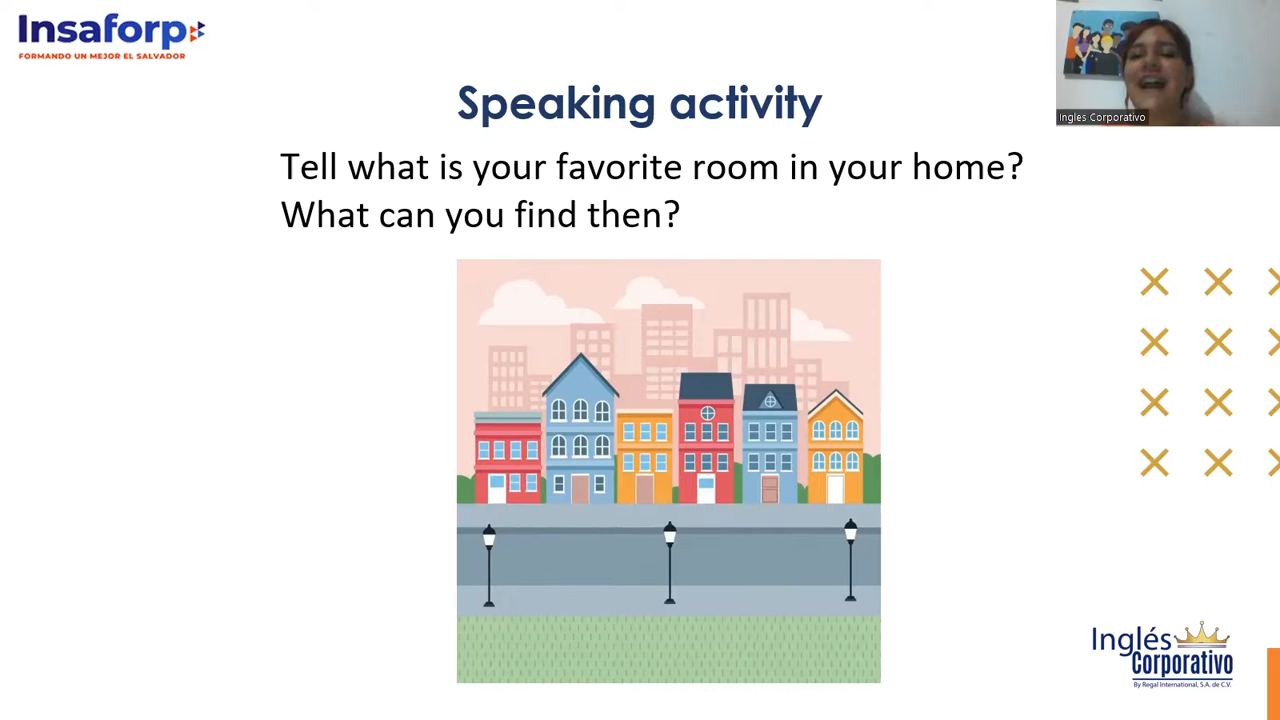 Insaforp
FORMANDO UN MEJOR EL SALVADOR
Ingles Corporativo
Speaking activity
Tell what is your favorite room in your home?
What can you find then?
Inglés
Corporativo
By Regal International, S.A. de C.V.